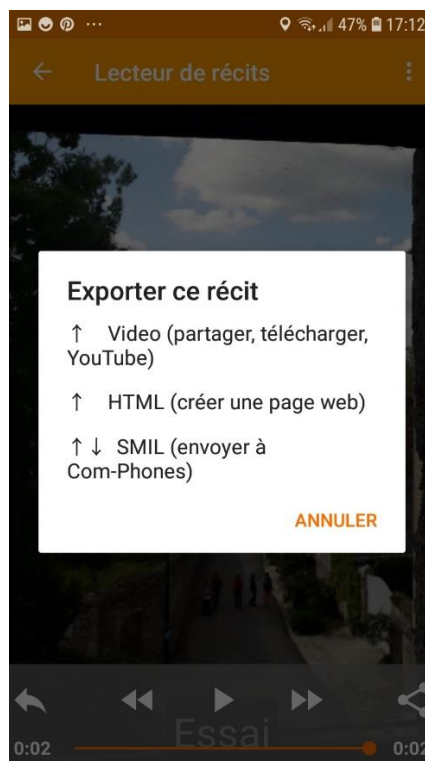 47% 17:12
Lecteur de récits
Exporter ce récit
↑ Video (partager, télécharger,
YouTube)
↑ HTML (créer une page web)
↑↓ SMIL (envoyer à
Com-Phones)
ANNULER
Essai
0:02 0:02